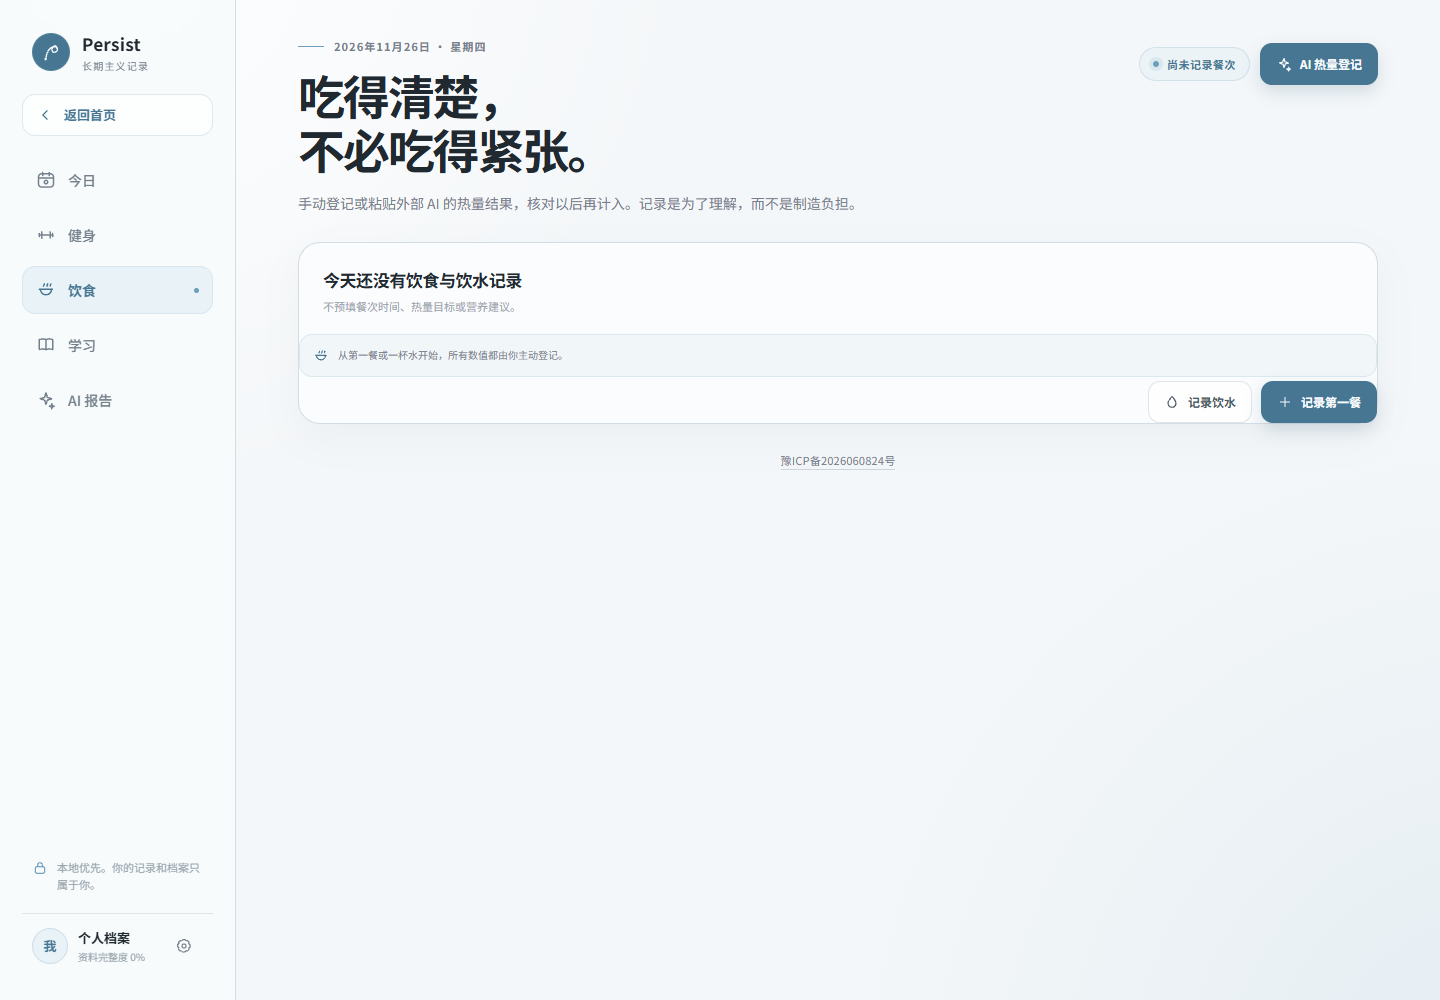 Persist
长期主义记录
返回首页
今日
健身
饮食
学习
AI 报告
本地优先。你的记录和档案只
属于你。
我
个人档案
资料完整度 0%
2026年11月26日 · 星期四
吃得清楚，
不必吃得紧张。
手动登记或粘贴外部 AI 的热量结果，核对以后再计入。记录是为了理解，而不是制造负担。
尚未记录餐次
AI 热量登记
今天还没有饮食与饮水记录
不预填餐次时间、热量目标或营养建议。
从第一餐或一杯水开始，所有数值都由你主动登记。
记录饮水
记录第一餐
豫ICP备2026060824号